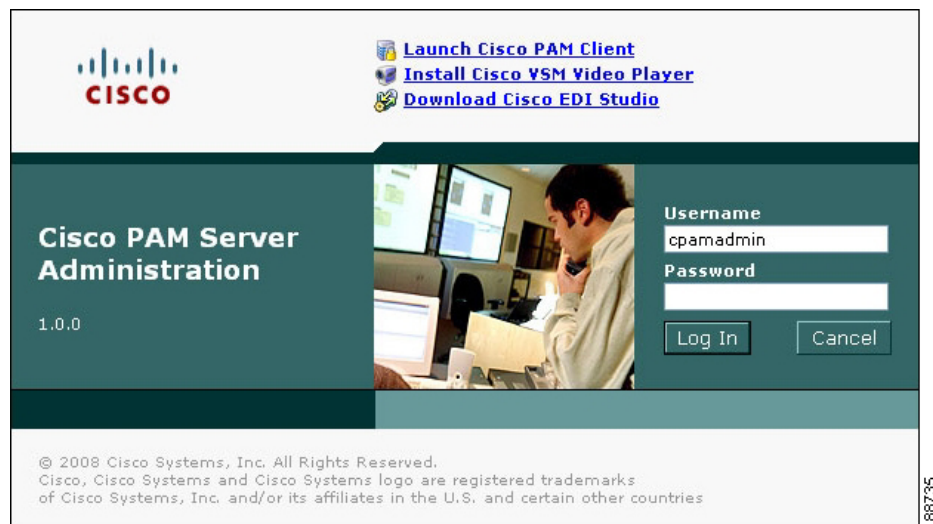 CISCO
Launch Cisco PAM Client
Install Cisco VSM Video Player
Download Cisco EDI Studio
Cisco PAM Server
Administration
1.0.0
Username
cpamadmin
Password
Log In
Cancel
© 2008 Cisco Systems, Inc. All Rights Reserved.
Cisco, Cisco Systems and Cisco Systems logo are registered trademarks
of Cisco Systems, Inc. and/or its affiliates in the U.S. and certain other countries